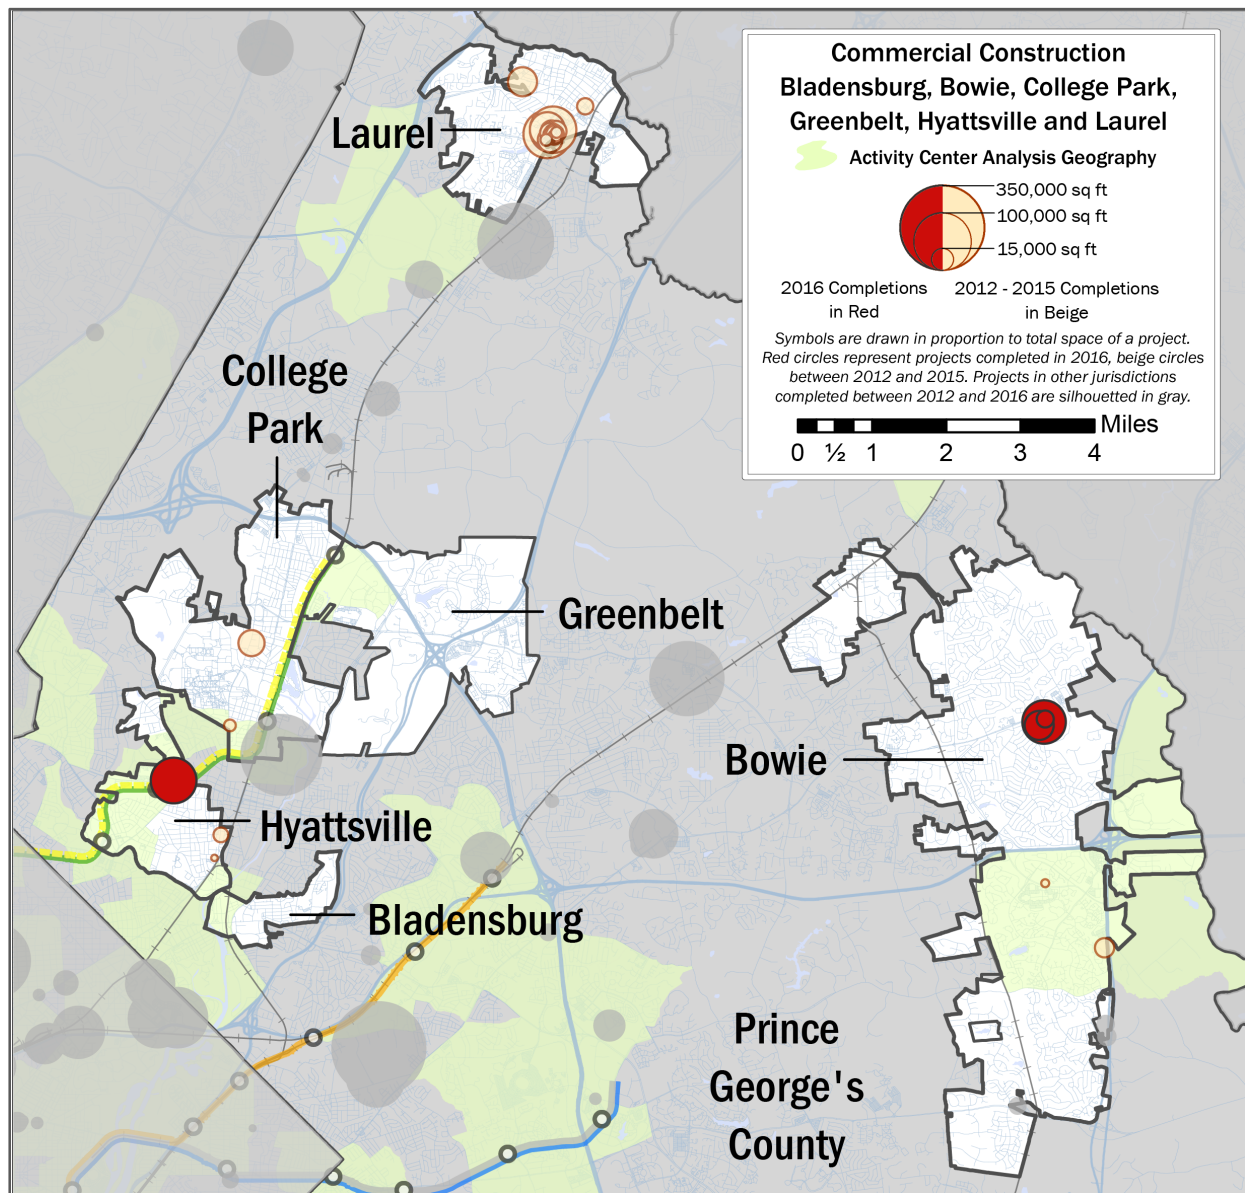 Commercial Construction
Bladensburg, Bowie, College Park,
Greenbelt, Hyattsville and Laurel
Activity Center Analysis Geography
350,000 sq ft
100,000 sq ft
15,000 sq ft
2016 Completions
in Red
2012 - 2015 Completions
in Beige
Symbols are drawn in proportion to total space of a project.
Red circles represent projects completed in 2016, beige circles
between 2012 and 2015. Projects in other jurisdictions
completed between 2012 and 2016 are silhouetted in gray.
Miles
0 ½ 1 2 3 4
Laurel
College
Park
Greenbelt
Bowie
Hyattsville
Bladensburg
Prince
George's
County